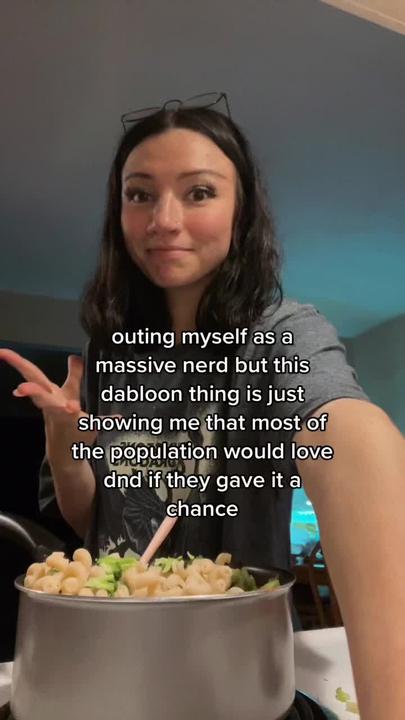 outing myself as a
massive nerd but this
dabloon thing is just
showing me that most of
the population would love
dnd if they gave it a
chance